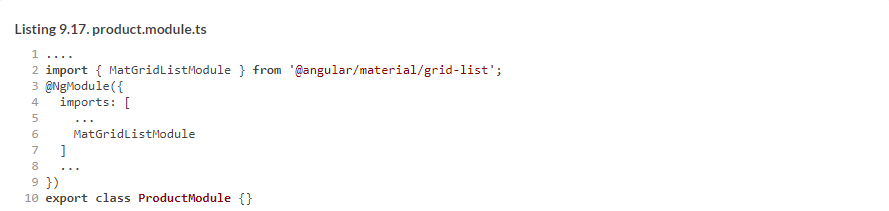 Listing 9.17. product.module.ts
1 ....
2 import { MatGridListModule } from '@angular/material/grid-list';
3 @NgModule({
4   imports: [
5     ...
6     MatGridListModule
7   ]
8   ...
9 })
10 export class ProductModule {}